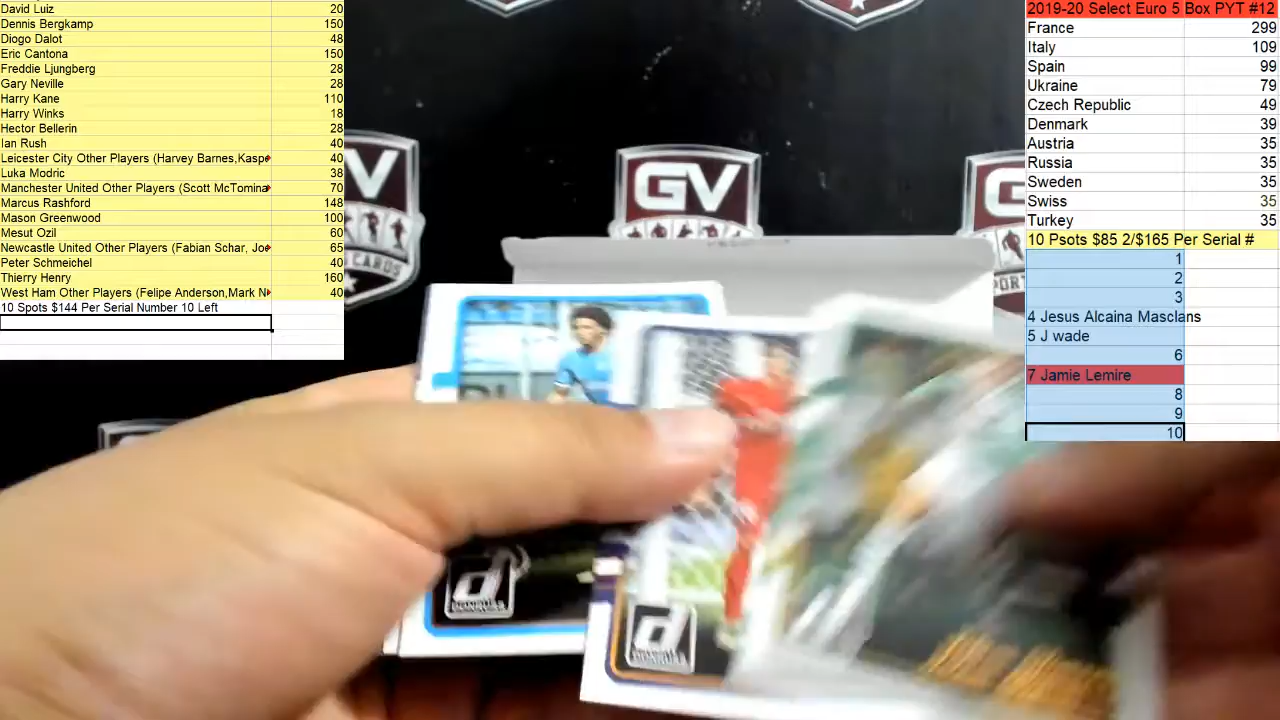 David Luiz 20
Dennis Bergkamp 150
Diogo Dalot 48
Eric Cantona 150
Freddie Ljungberg 28
Gary Neville 28
Harry Kane 110
Harry Winks 18
Hector Bellerin 28
Ian Rush 40
Leicester City Other Players (Harvey Barnes,Kaspe 40
Luka Modric 38
Manchester United Other Players (Scott McTomina 70
Marcus Rashford 148
Mason Greenwood 100
Mesut Ozil 60
Newcastle United Other Players (Fabian Schar, Joe 65
Peter Schmeichel 40
Thierry Henry 160
West Ham Other Players (Felipe Anderson,Mark N 40
10 Spots $144 Per Serial Number 10 Left
2019-20 Select Euro 5 Box PYT #12
France 299
Italy 109
Spain 99
Ukraine 79
Czech Republic 49
Denmark 39
Austria 35
Russia 35
Sweden 35
Swiss 35
Turkey 35
10 Psots $85 2/$165 Per Serial #
1
2
3
4 Jesus Alcaina Masclans
5 J wade
6
7 Jamie Lemire
8
9
10
GV
V
CARDS
G
POR
d
DONRUSS
d
DONRUSS